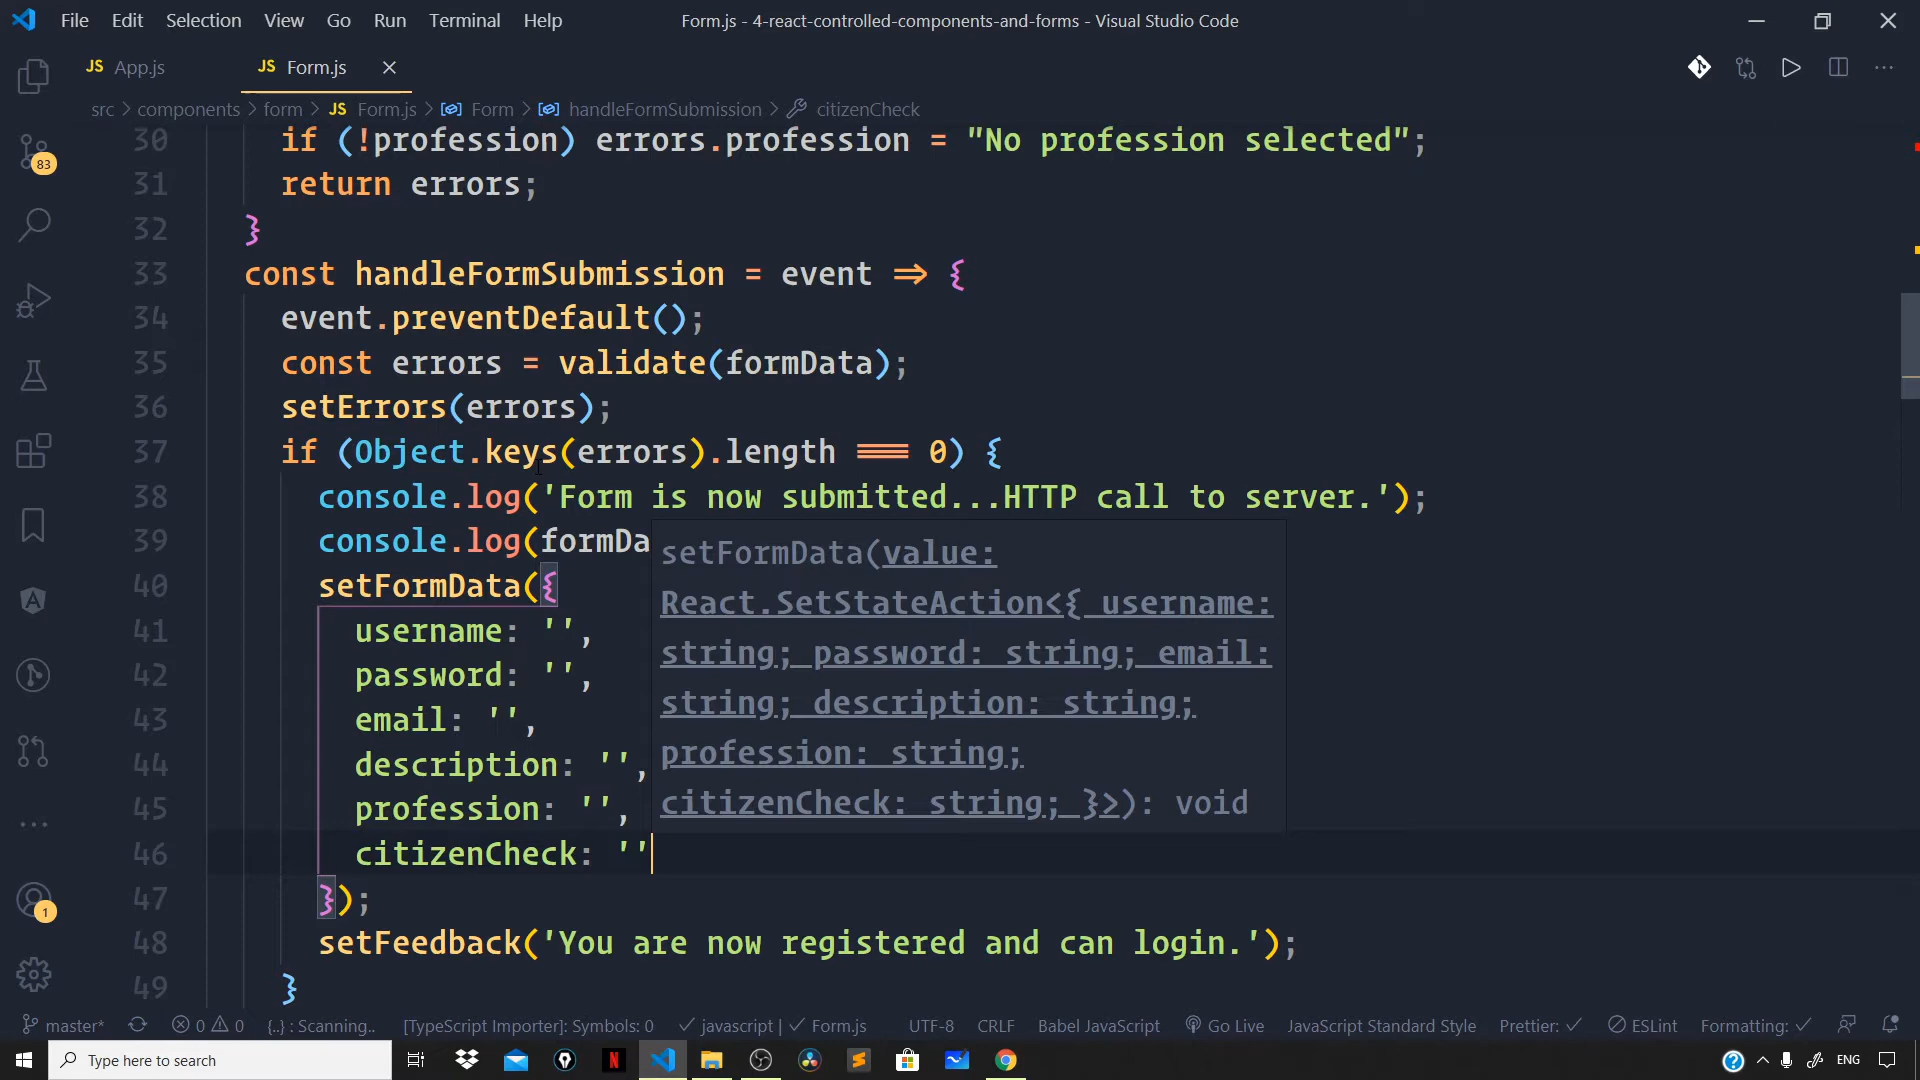 File Edit Selection View Go Run Terminal Help Form.js - 4-react-controlled-components-and-forms - Visual Studio Code
JS App.js JS Form.js
src > components > form > JS Form.js > Form > handleFormSubmission > citizenCheck
30 if (!profession) errors.profession = "No profession selected";
31 return errors;
32 }
33 const handleFormSubmission = event => {
34 event.preventDefault();
35 const errors = validate(formData);
36 setErrors(errors);
37 if (Object.keys(errors).length === 0) {
38 console.log('Form is now submitted...HTTP call to server.');
39 console.log(formDa
40 setFormData({
41 username: '',
42 password: '',
43 email: '',
44 description: '',
45 profession: '',
46 citizenCheck: ''
47 });
48 setFeedback('You are now registered and can login.');
49 }
setFormData(value:
React.SetStateAction<{ username:
string; password: string; email:
string; description: string;
profession: string;
citizenCheck: string; }>): void
83
1
master* 0 0 {..} : Scanning.. [TypeScript Importer]: Symbols: 0 javascript | Form.js UTF-8 CRLF Babel JavaScript Go Live JavaScript Standard Style Prettier: ESLint Formatting:
Type here to search ENG